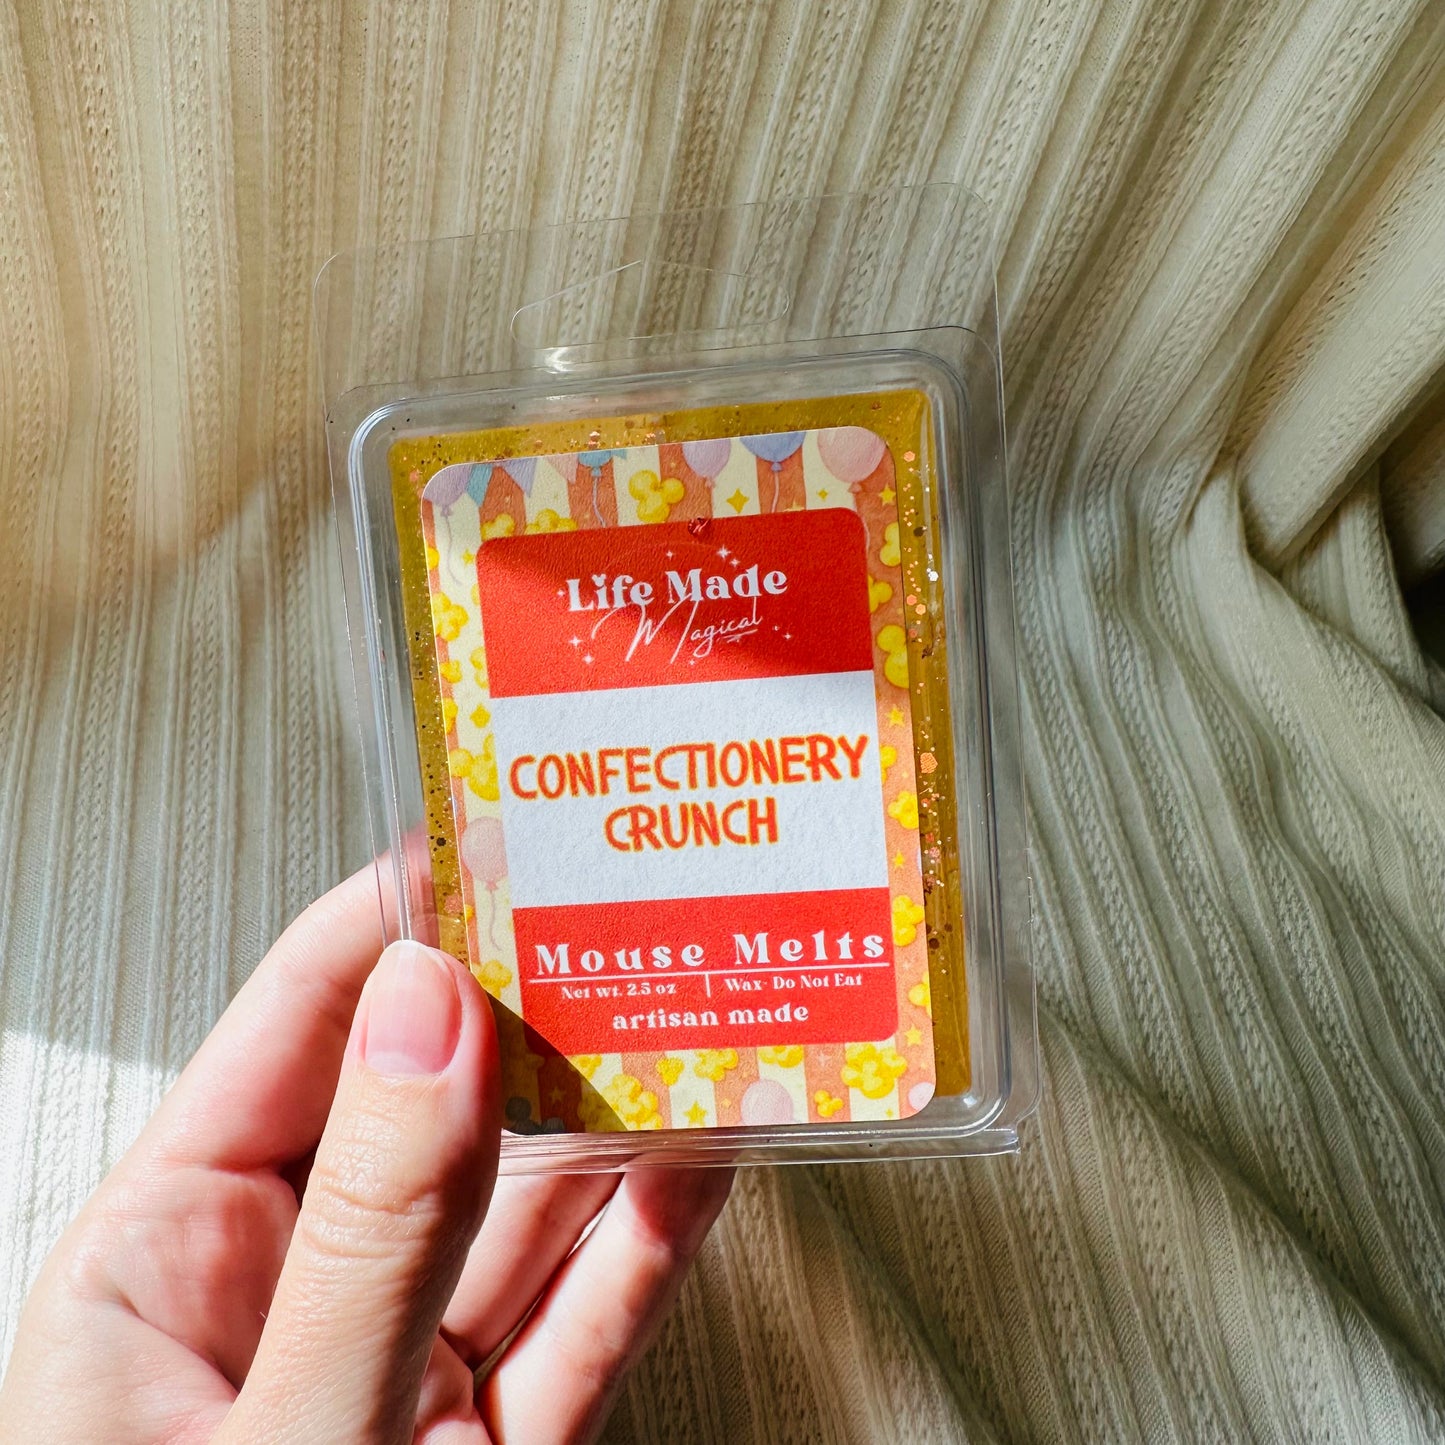 Life Made
Magical
CONFECTIONERY
CRUNCH
Mouse Melts
Net wt. 2.5 oz | Wax- Do Not Eat
artisan made